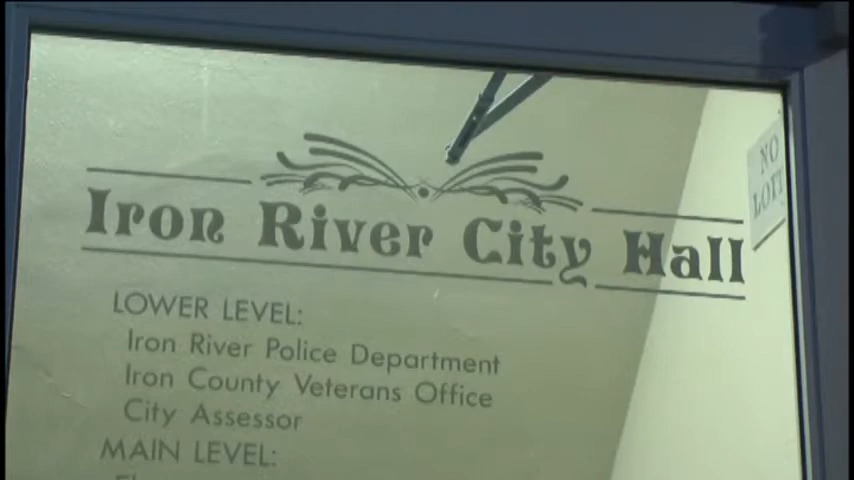 NO
Iron River City Hall
LOWER LEVEL:
Iron River Police Department
Iron County Veterans Office
City Assessor
MAIN LEVEL: